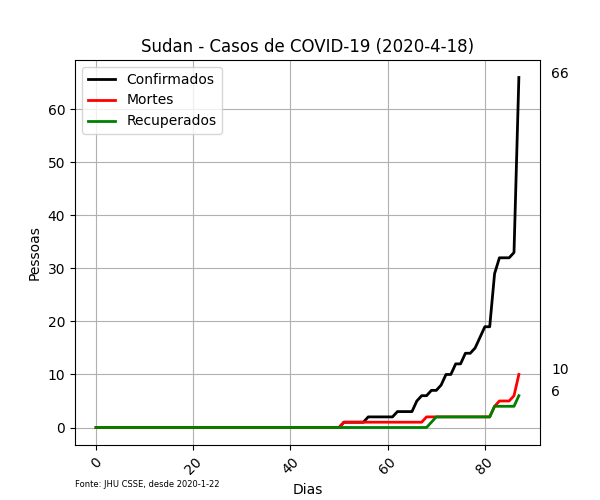 Sudan - Casos de COVID-19 (2020-4-18)
Confirmados
Mortes
Recuperados
66
10
6
Pessoas
60
50
40
30
20
10
0
0
20
40
60
80
Dias
Fonte: JHU CSSE, desde 2020-1-22